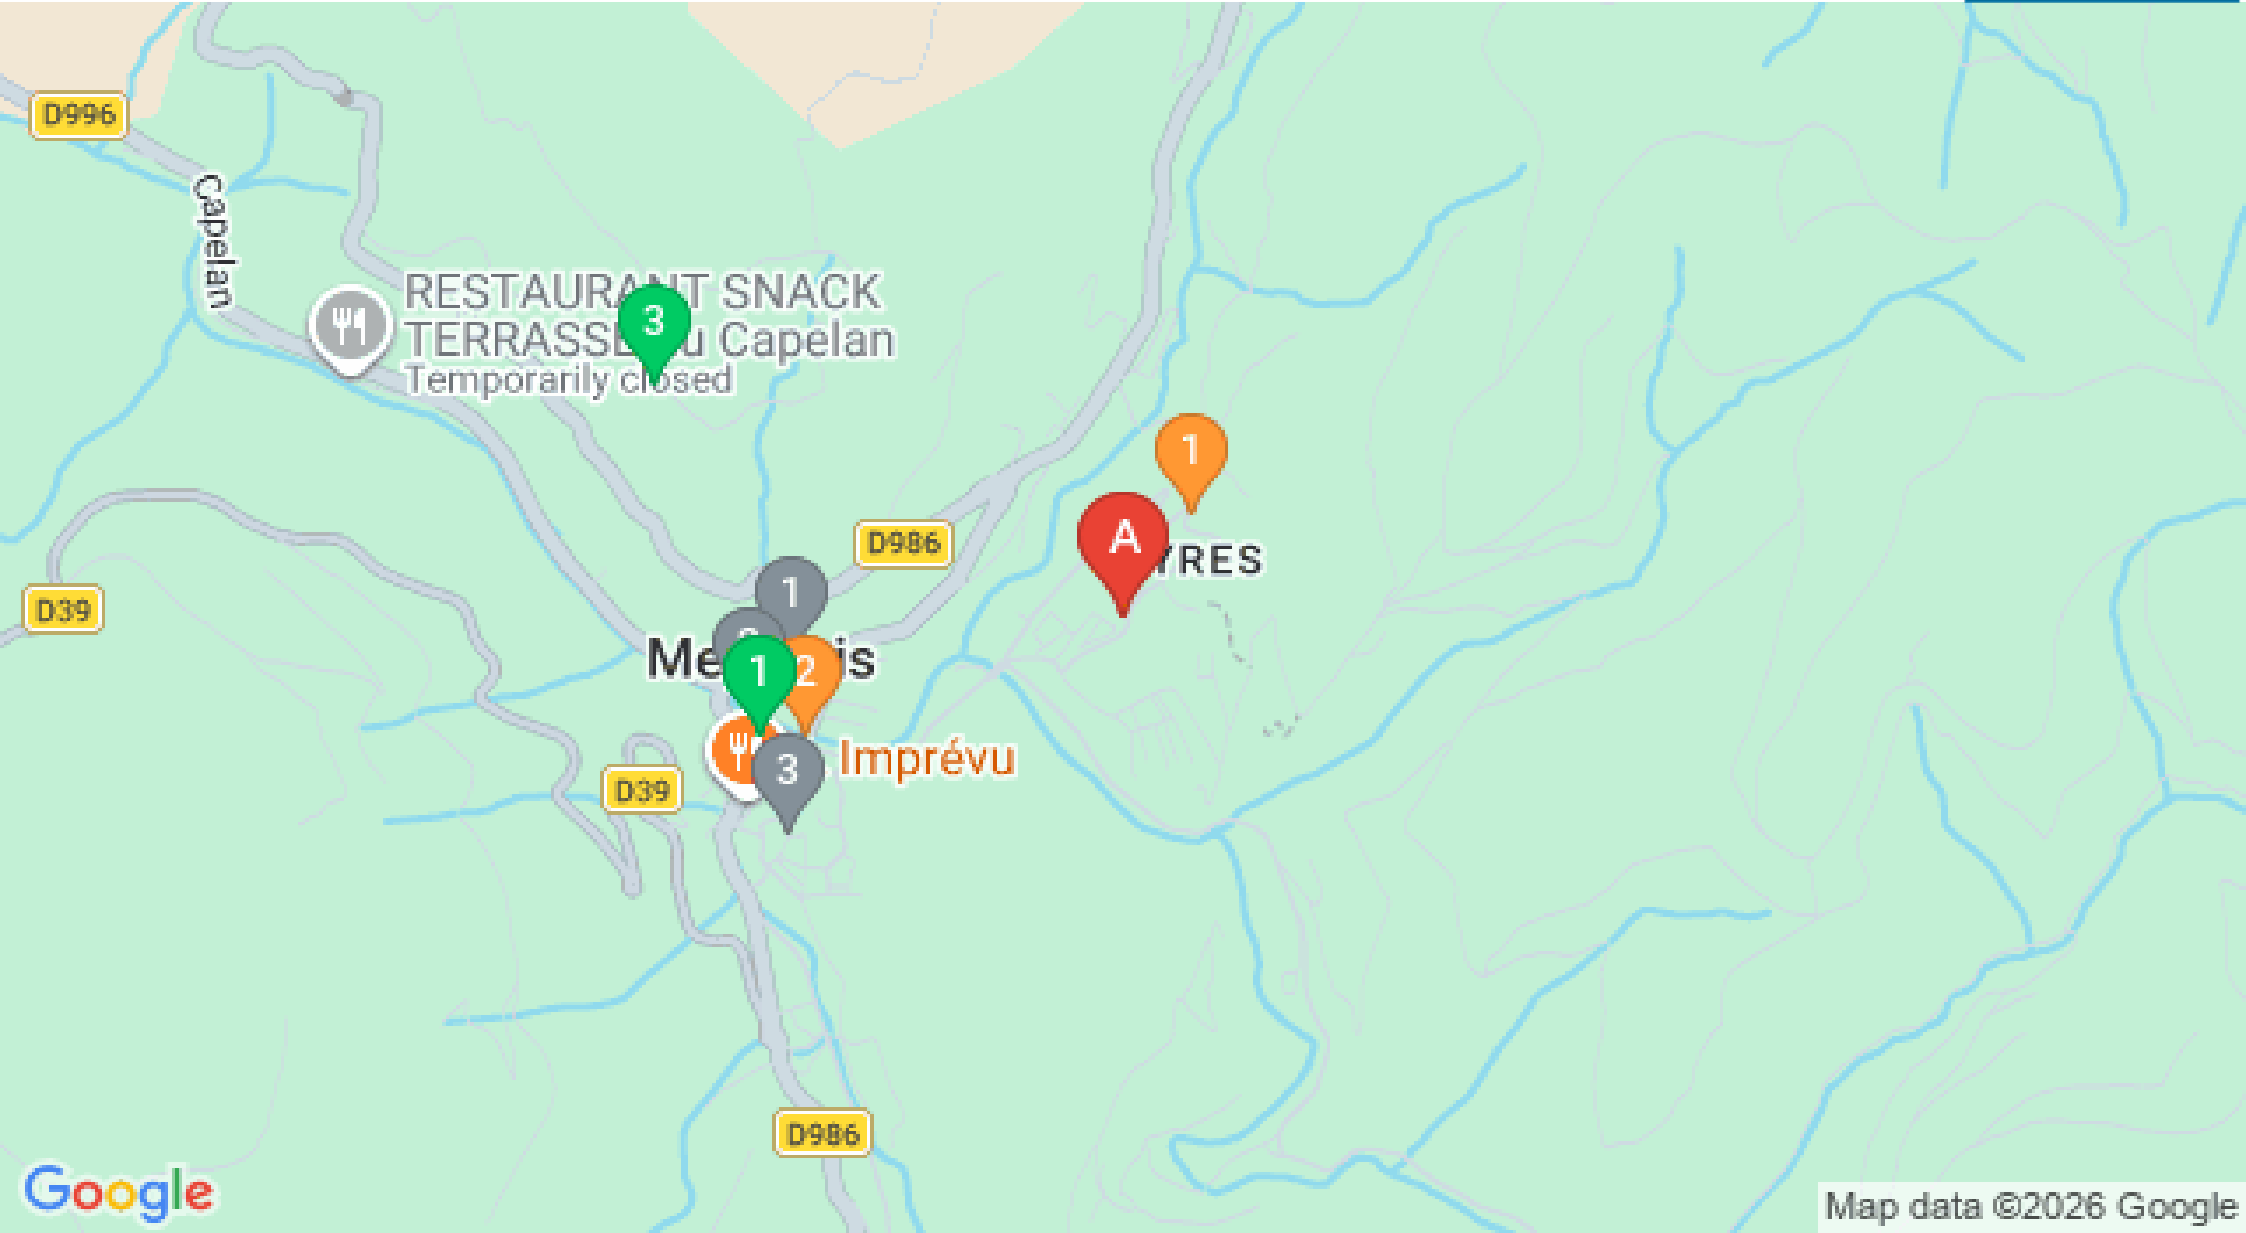 D996
Capelan
RESTAURANT SNACK
TERRASSE Capelan
Temporarily closed
3
1
A
D986
D39
1
1
2
Imprévu
3
D39
D986
Google
Map data ©2026 Google